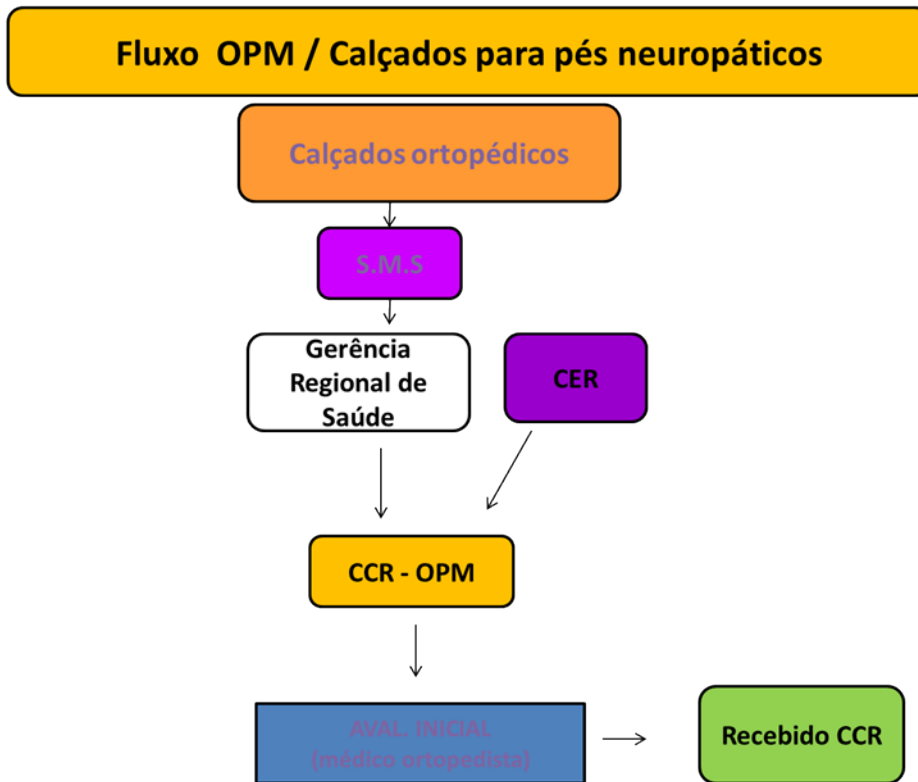 Fluxo OPM / Calçados para pés neuropáticos
Calçados ortopédicos
S.M.S
Gerência
Regional de
Saúde
CER
CCR - OPM
AVAL. INICIAL
(médico ortopedista)
Recebido CCR